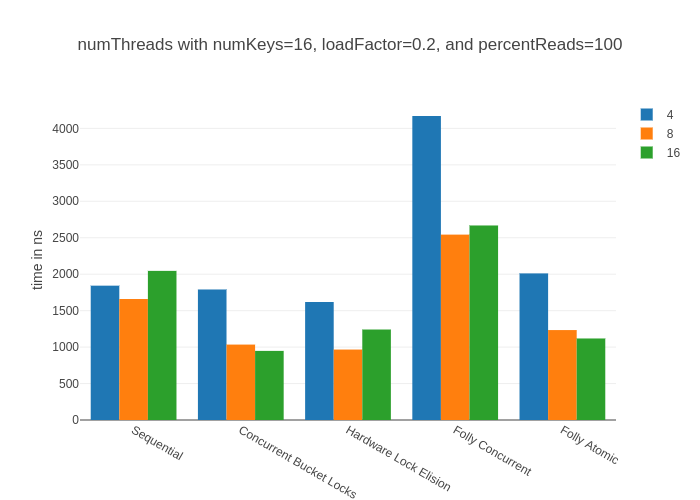 numThreads with numKeys=16, loadFactor=0.2, and percentReads=100
4
8
16
time in ns
4000
3500
3000
2500
2000
1500
1000
500
0
Sequential
Concurrent Bucket Locks
Hardware Lock Elision
Folly Concurrent
Folly Atomic